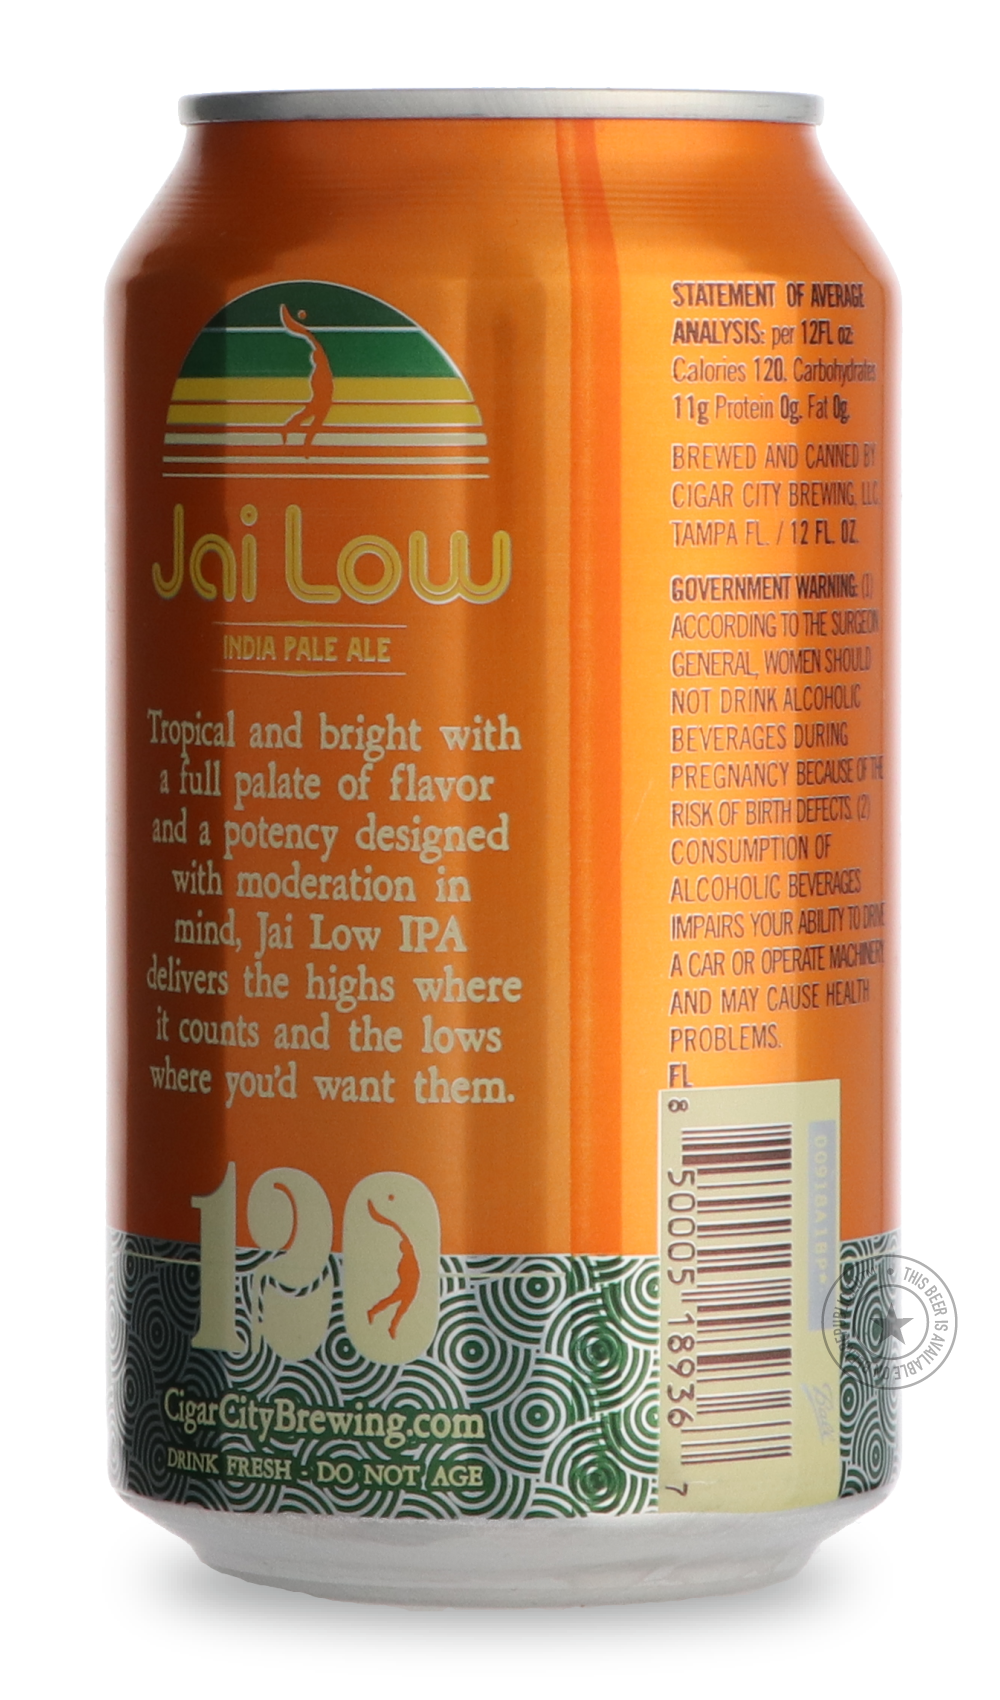 Jai Low
INDIA PALE ALE
Tropical and bright with
a full palate of flavor
and a potency designed
with moderation in
mind, Jai Low IPA
delivers the highs where
it counts and the lows
where you'd want them.
120
CigarCityBrewing.com
DRINK FRESH - DO NOT AGE
STATEMENT OF AVERAGE
ANALYSIS: per 12FL oz:
Calories 120, Carbohydrates
11g Protein 0g, Fat 0g.
BREWED AND CANNED BY
CIGAR CITY BREWING, LLC
TAMPA FL. / 12 FL. OZ.
GOVERNMENT WARNING: (1)
ACCORDING TO THE SURGEON
GENERAL, WOMEN SHOULD
NOT DRINK ALCOHOLIC
BEVERAGES DURING
PREGNANCY BECAUSE OF THE
RISK OF BIRTH DEFECTS. (2)
CONSUMPTION OF
ALCOHOLIC BEVERAGES
IMPAIRS YOUR ABILITY TO DRIVE
A CAR OR OPERATE MACHINERY
AND MAY CAUSE HEALTH
PROBLEMS.
FL
8 50005 18936 7
THIS BEER IS AVAILABLE